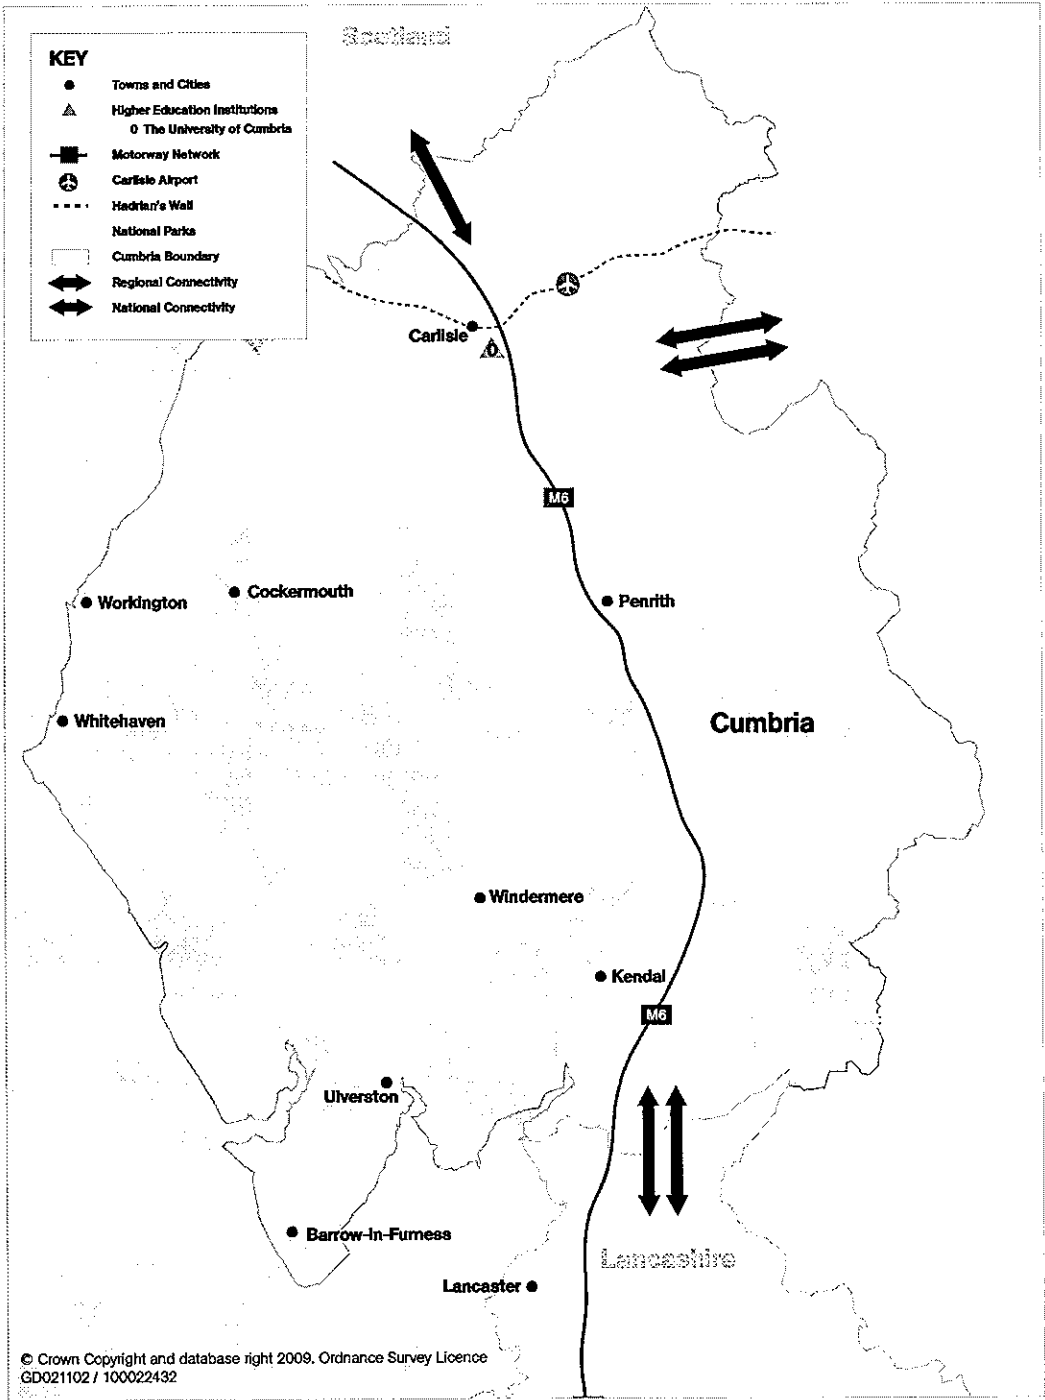 Scotland
KEY
Towns and Cities
Higher Education Institutions
0 The University of Cumbria
Motorway Network
Carlisle Airport
Hadrian's Wall
National Parks
Cumbria Boundary
Regional Connectivity
National Connectivity
Carlisle
0
M6
Workington
Cockermouth
Penrith
Whitehaven
Cumbria
Windermere
Kendal
M6
Ulverston
Barrow-in-Furness
Lancashire
Lancaster
© Crown Copyright and database right 2009. Ordnance Survey Licence
GD021102 / 100022432